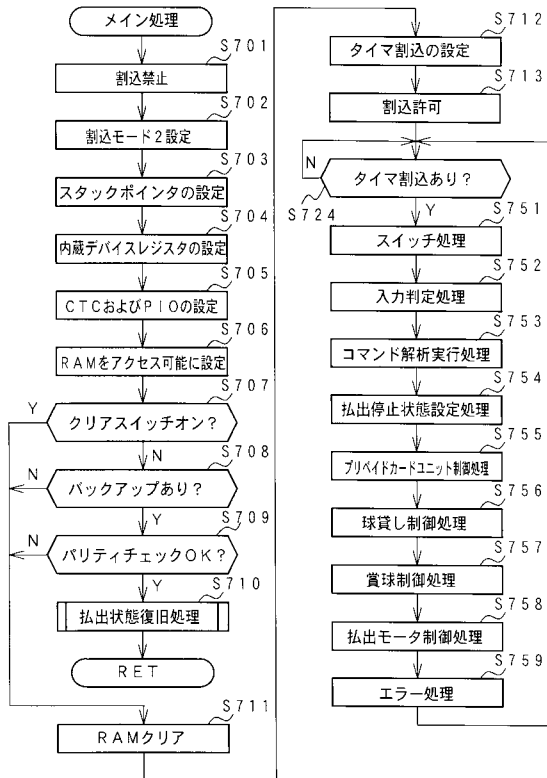 メイン処理
S701
割込禁止
S702
割込モード2設定
S703
スタックポインタの設定
S704
内蔵デバイスレジスタの設定
S705
CTCおよびPIOの設定
S706
RAMをアクセス可能に設定
S707
Y
クリアスイッチオン?
N
S708
N
バックアップあり?
Y
S709
N
パリティチェックOK?
Y
S710
払出状態復旧処理
RET
S711
RAMクリア
S712
タイマ割込の設定
S713
割込許可
N
タイマ割込あり?
S724
Y
S751
スイッチ処理
S752
入力判定処理
S753
コマンド解析実行処理
S754
払出停止状態設定処理
S755
プリペイドカードユニット制御処理
S756
球貸し制御処理
S757
賞球制御処理
S758
払出モータ制御処理
S759
エラー処理